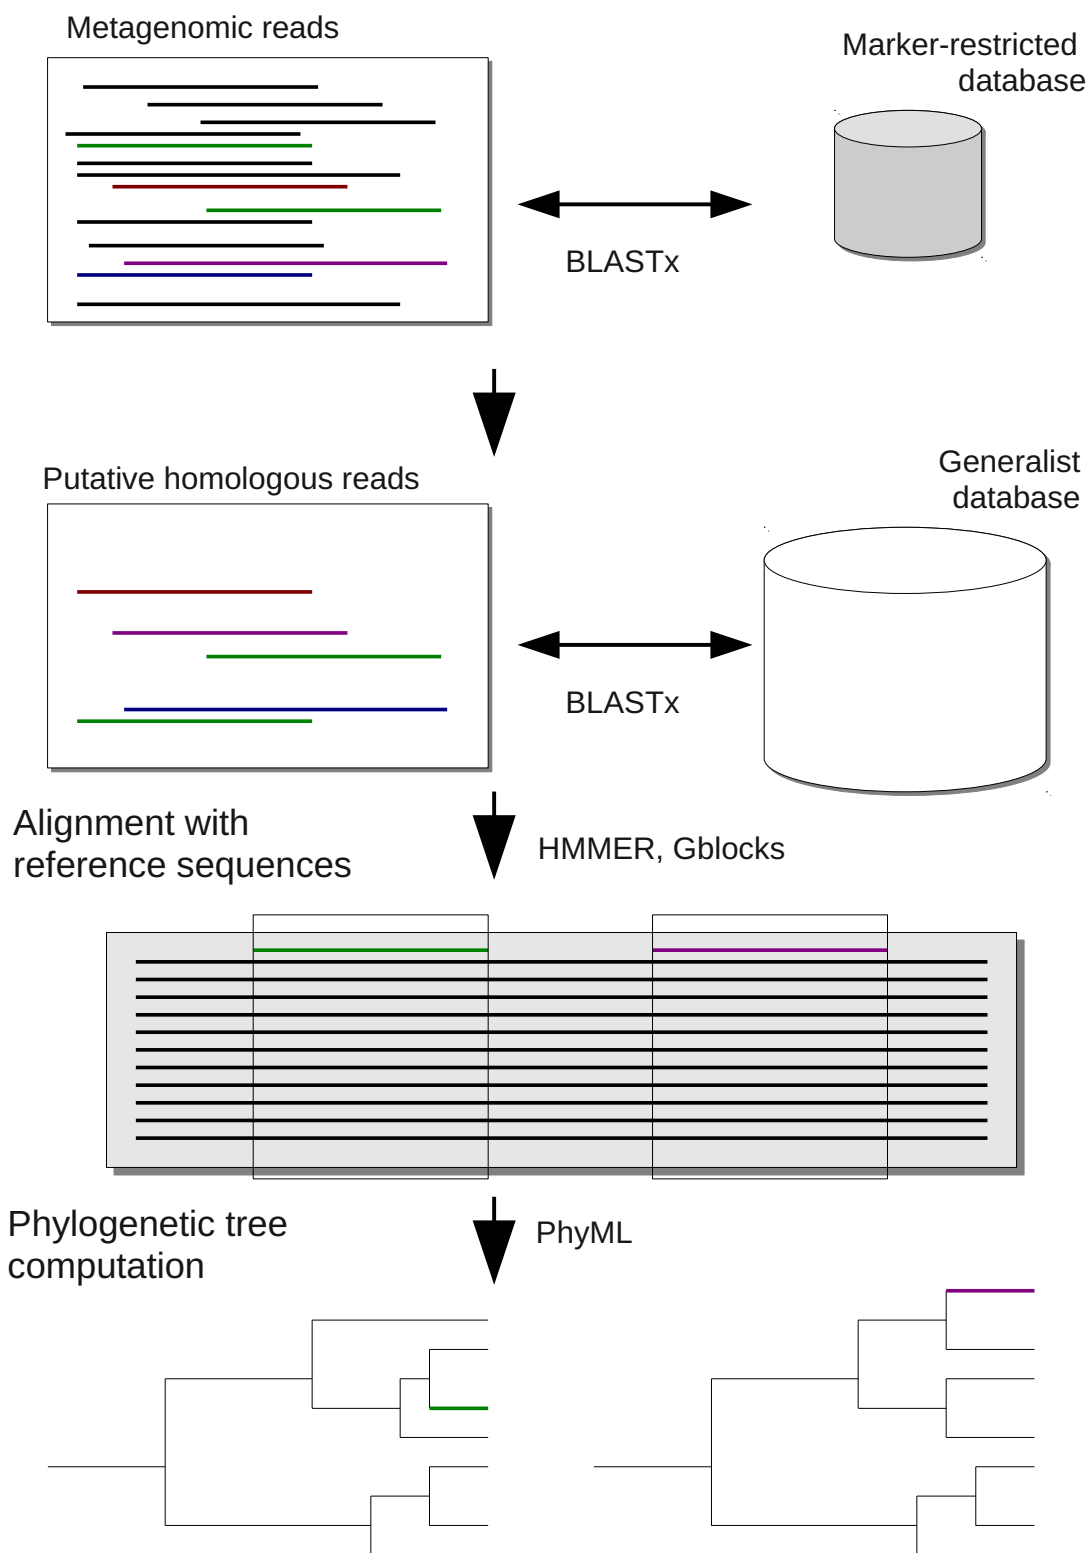 Metagenomic reads
Marker-restricted
database
BLASTx
Putative homologous reads
Generalist
database
BLASTx
Alignment with
reference sequences
HMMER, Gblocks
Phylogenetic tree
computation
PhyML